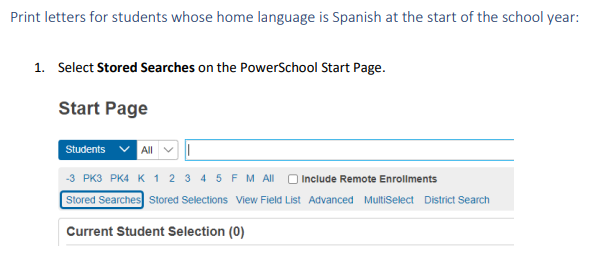 Print letters for students whose home language is Spanish at the start of the school year:
1. Select Stored Searches on the PowerSchool Start Page.
Start Page
Students All
-3 PK3 PK4 K 1 2 3 4 5 F M All Include Remote Enrollments
Stored Searches Stored Selections View Field List Advanced MultiSelect District Search
Current Student Selection (0)